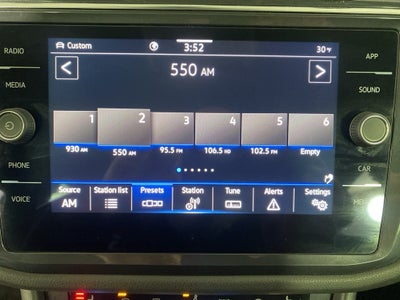 RADIO
MEDIA
PHONE
VOICE
Custom
3:52
30°F
550 AM
1
2
3
4
5
6
930 AM
550 AM
95.5 FM
106.5 HD
102.5 FM
Empty
Source
AM
Station list
Presets
Station
Tune
Alerts
Settings
APP
SOUND
CAR